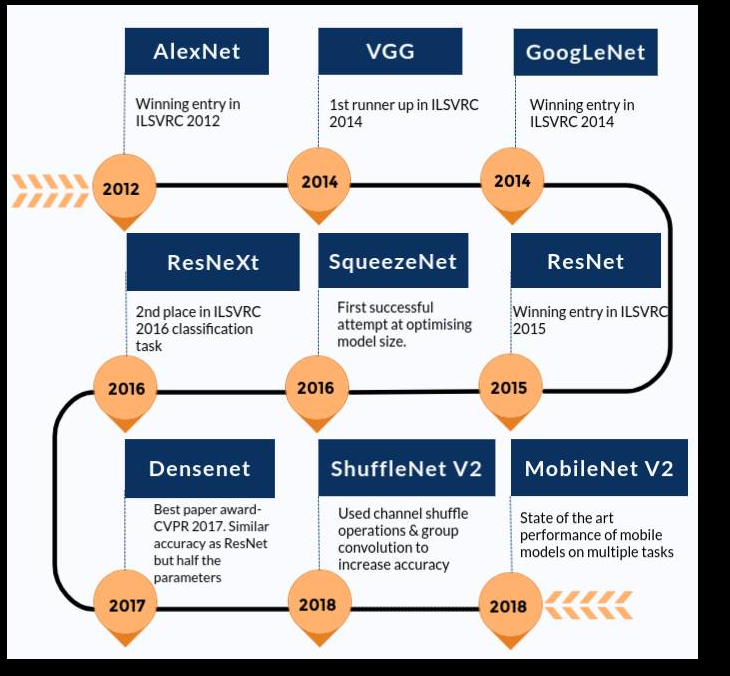 AlexNet
Winning entry in
ILSVRC 2012
2012
VGG
1st runner up in ILSVRC
2014
2014
GoogLeNet
Winning entry in
ILSVRC 2014
2014
ResNeXt
2nd place in ILSVRC
2016 classification
task
2016
SqueezeNet
First successful
attempt at optimising
model size.
2016
ResNet
Winning entry in ILSVRC
2015
2015
Densenet
Best paper award-
CVPR 2017. Similar
accuracy as ResNet
but half the
parameters
2017
ShuffleNet V2
Used channel shuffle
operations & group
convolution to
increase accuracy
2018
MobileNet V2
State of the art
performance of mobile
models on multiple tasks
2018